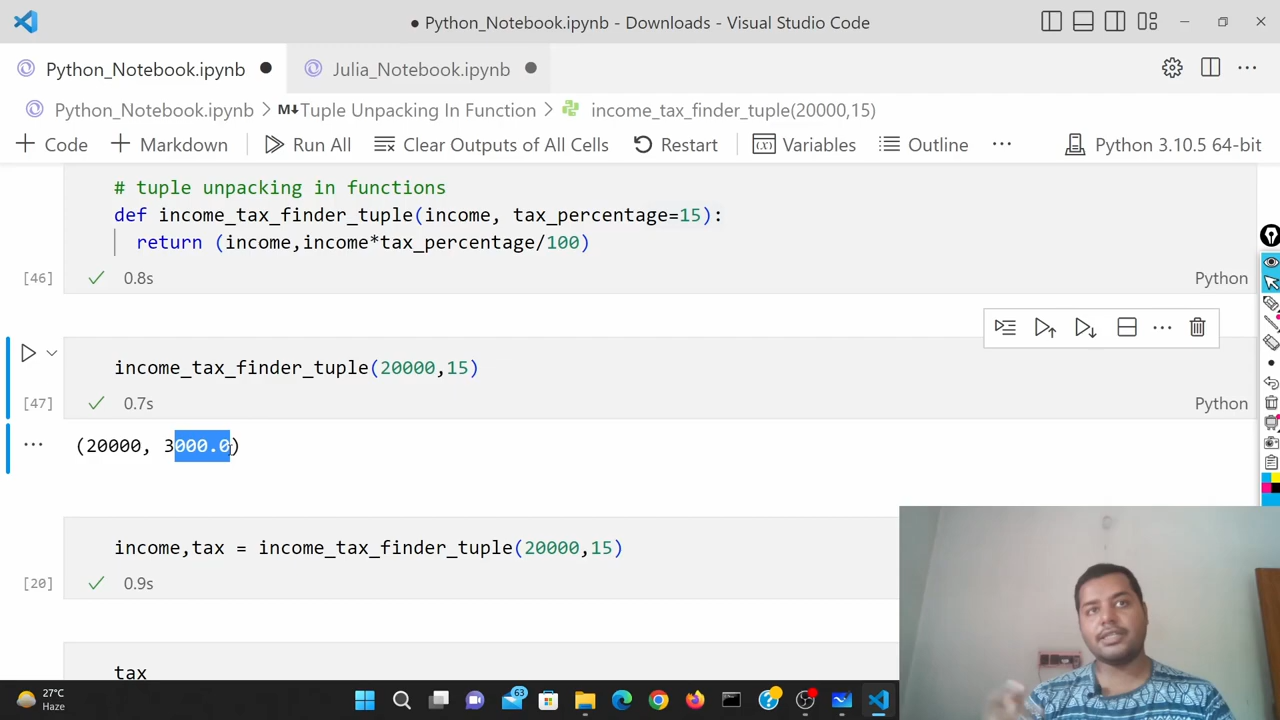 ● Python_Notebook.ipynb - Downloads - Visual Studio Code
Python_Notebook.ipynb ● Julia_Notebook.ipynb ●
Python_Notebook.ipynb > M↓Tuple Unpacking In Function > income_tax_finder_tuple(20000,15)
+ Code + Markdown Run All Clear Outputs of All Cells Restart Variables Outline ... Python 3.10.5 64-bit
# tuple unpacking in functions
def income_tax_finder_tuple(income, tax_percentage=15):
return (income,income*tax_percentage/100)
[46] ✓ 0.8s Python
income_tax_finder_tuple(20000,15)
[47] ✓ 0.7s Python
... (20000, 3000.0)
income,tax = income_tax_finder_tuple(20000,15)
[20] ✓ 0.9s
tax
27°C
Haze
63